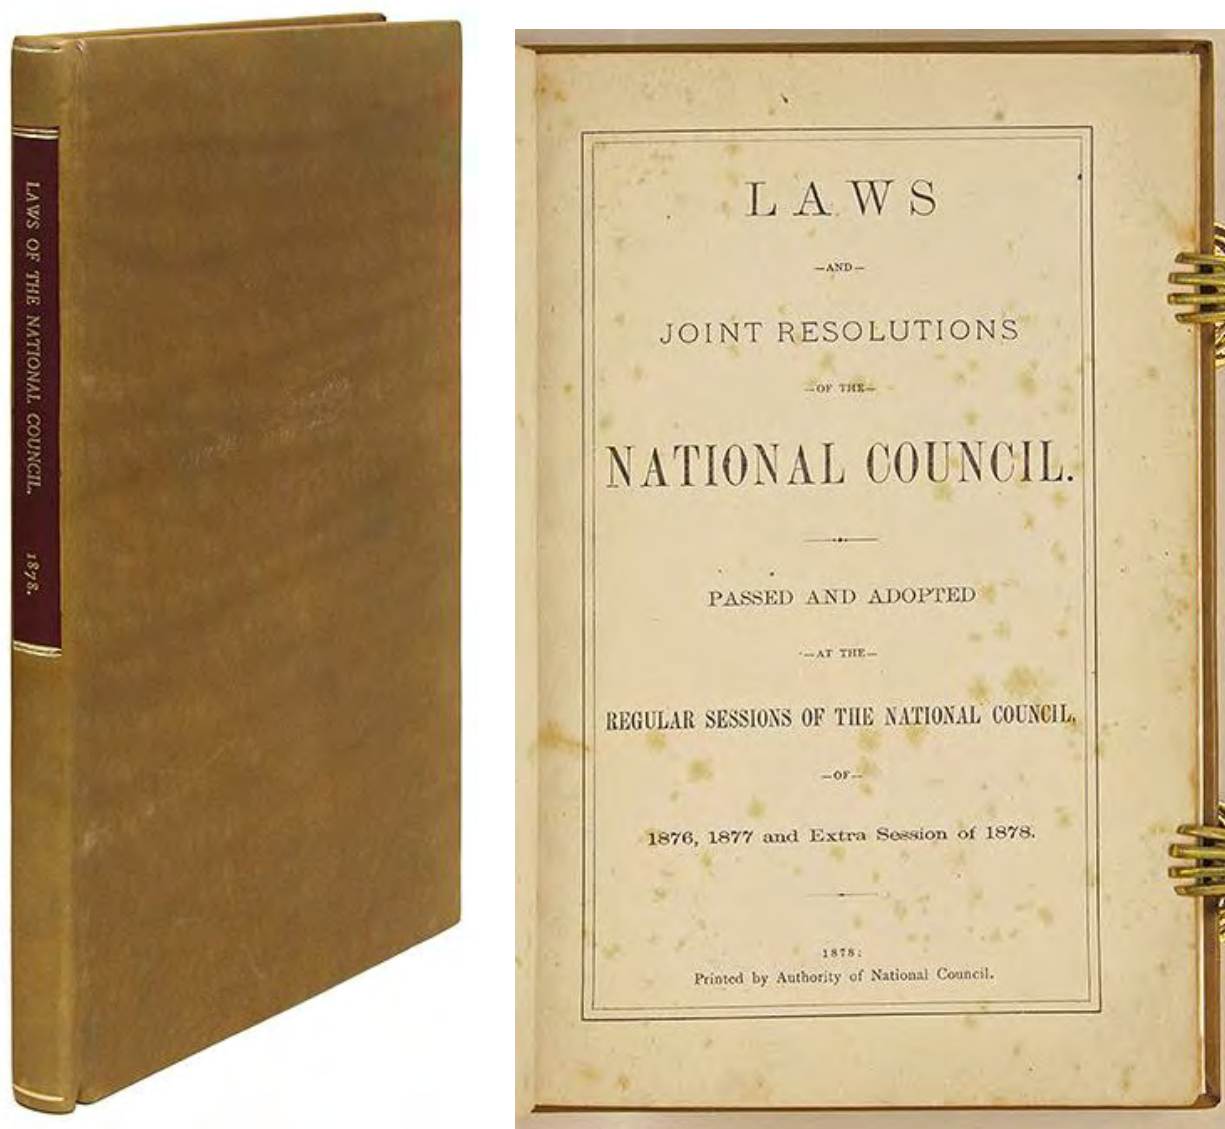 LAWS OF THE NATIONAL COUNCIL. 1878.
LAWS
—AND—
JOINT RESOLUTIONS
—OF THE—
NATIONAL COUNCIL.
PASSED AND ADOPTED
—AT THE—
REGULAR SESSIONS OF THE NATIONAL COUNCIL,
—OF—
1876, 1877 and Extra Session of 1878.
1878:
Printed by Authority of National Council.